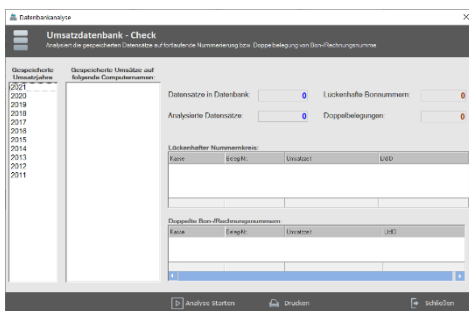 Datenbankanalyse
Umsatzdatenbank - Check
Analysiert die gespeicherten Datensätze auf fortlaufende Nummerierung bzw. Doppelbelegung von Bon-/Rechnungsnummer
Gespeicherte Umsatzjahre
Gespeicherte Umsätze auf folgende Computernamen:
2021
2020
2019
2018
2017
2016
2015
2014
2013
2012
2011
Datensätze in Datenbank: 0
Lückenhafte Bonnummern: 0
Analysierte Datensätze: 0
Doppelbelegungen: 0
Lückenhafter Nummernkreis:
Kasse BelegNr. Umsatzart
Doppelte Bon-/Rechnungsnummern:
Kasse BelegNr. Umsatzart
Analyse Starten Drucken Schließen